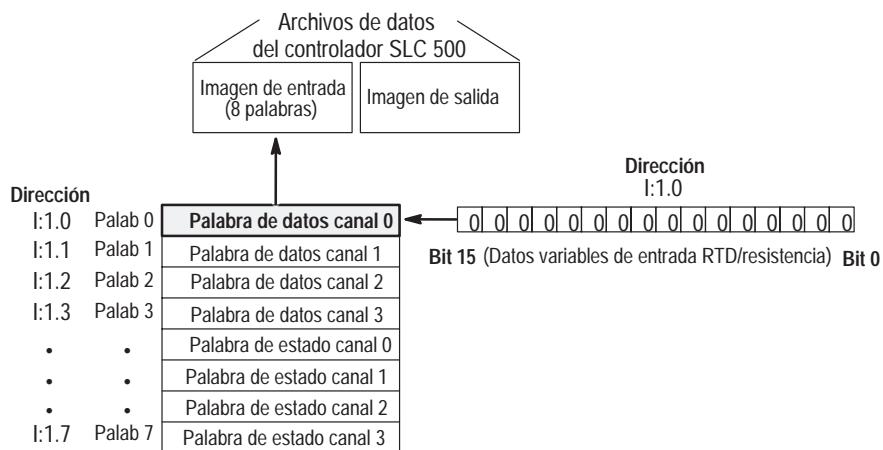 Archivos de datos
del controlador SLC 500
Imagen de entrada
(8 palabras)
Imagen de salida
Dirección
I:1.0
0 0 0 0 0 0 0 0 0 0 0 0 0 0 0 0
Bit 15 (Datos variables de entrada RTD/resistencia) Bit 0
Dirección
I:1.0 Palab 0 Palabra de datos canal 0
I:1.1 Palab 1 Palabra de datos canal 1
I:1.2 Palab 2 Palabra de datos canal 2
I:1.3 Palab 3 Palabra de datos canal 3
• • Palabra de estado canal 0
• • Palabra de estado canal 1
• • Palabra de estado canal 2
I:1.7 Palab 7 Palabra de estado canal 3